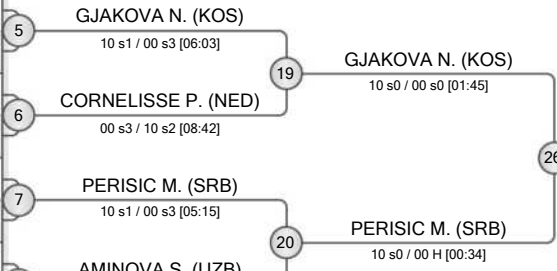 GJAKOVA N. (KOS)
5
10 s1 / 00 s3 [06:03]
GJAKOVA N. (KOS)
19
10 s0 / 00 s0 [01:45]
CORNELISSE P. (NED)
6
00 s3 / 10 s2 [08:42]
26
PERISIC M. (SRB)
7
10 s1 / 00 s3 [05:15]
PERISIC M. (SRB)
20
10 s0 / 00 H [00:34]
AMINOVA S. (UZB)